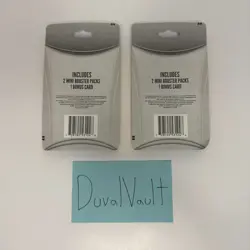 INCLUDES
2 MINI BOOSTER PACKS
1 BONUS CARD
INCLUDES
2 MINI BOOSTER PACKS
1 BONUS CARD
DuvalVault